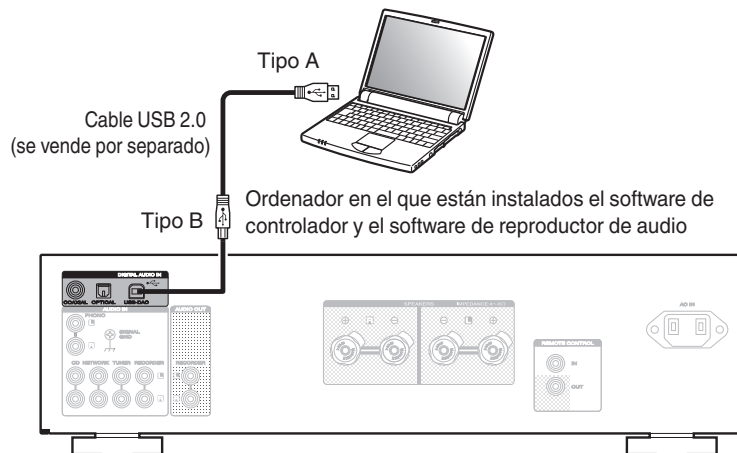 Tipo A
Cable USB 2.0
(se vende por separado)
Tipo B
Ordenador en el que están instalados el software de
controlador y el software de reproductor de audio
DIGITAL AUDIO IN
COAXIAL OPTICAL USB-DAC
AUDIO IN
AUDIO OUT
PHONO
R
SIGNAL
GND
L
CD NETWORK TUNER RECORDER
RECORDER
R
R
L
L
SPEAKERS
L
R
REMOTE CONTROL
IN
OUT
AC IN